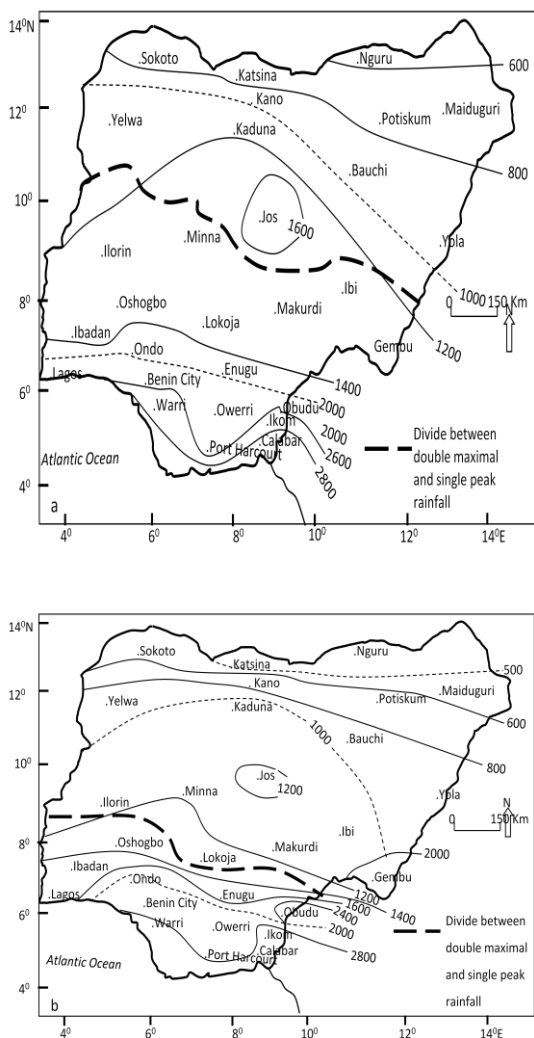 14⁰N
.Sokoto
.Nguru
600
.Katsina
.Kano
12⁰
.Yelwa
.Potiskum
Maiduguri
.Kaduna
.Bauchi
800
10⁰
.Jos
1600
.Minna
.Yola
.Ilorin
.Ibi
1000
0 150 Km
N
8⁰
.Oshogbo
.Lokoja
Makurdi
1200
.Ibadan
.Ondo
Gembu
1400
.Lagos
.Benin City
.Enugu
2000
6⁰
.Warri
.Owerri
.Obudu
.Ikom
2000
Divide between
Atlantic Ocean
.Port Harcourt
Calabar
2600
double maximal
2800
and single peak
4⁰
rainfall
a
4⁰ 6⁰ 8⁰ 10⁰ 12⁰ 14⁰E
14⁰N
.Sokoto
.Nguru
.Katsina
500
.Kano
12⁰
.Yelwa
.Potiskum
.Maiduguri
.Kaduna
600
1000
.Bauchi
800
10⁰
.Jos
1200
.Minna
.Yola
.Ilorin
N
.Ibi
0 150 Km
8⁰
.Oshogbo
.Lokoja
.Makurdi
2000
.Ibadan
.Gembu
.Ondo
1200
.Lagos
.Enugu
1600
1400
Benin City
2400
6⁰
.Obudu
2000
Divide between
.Warri
.Owerri
.Ikom
double maximal
Atlantic Ocean
.Port Harcourt
Calabar
2800
and single peak
4⁰
rainfall
b
4⁰ 6⁰ 8⁰ 10⁰ 12⁰ 14⁰E